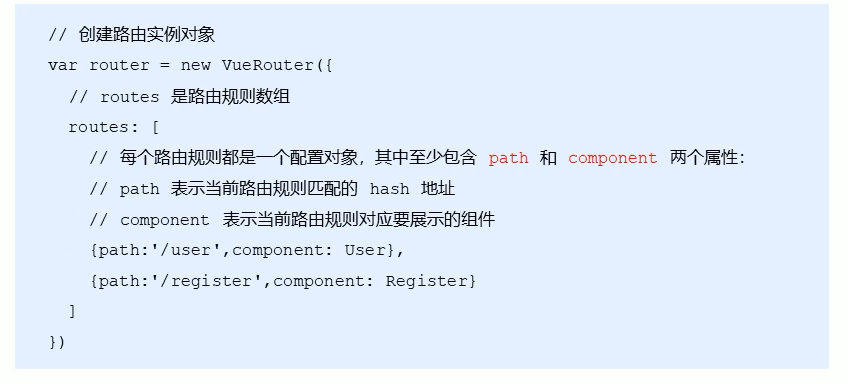 // 创建路由实例对象
var router = new VueRouter({
// routes 是路由规则数组
routes: [
// 每个路由规则都是一个配置对象，其中至少包含 path 和 component 两个属性：
// path 表示当前路由规则匹配的 hash 地址
// component 表示当前路由规则对应要展示的组件
{path:'/user',component: User},
{path:'/register',component: Register}
]
})